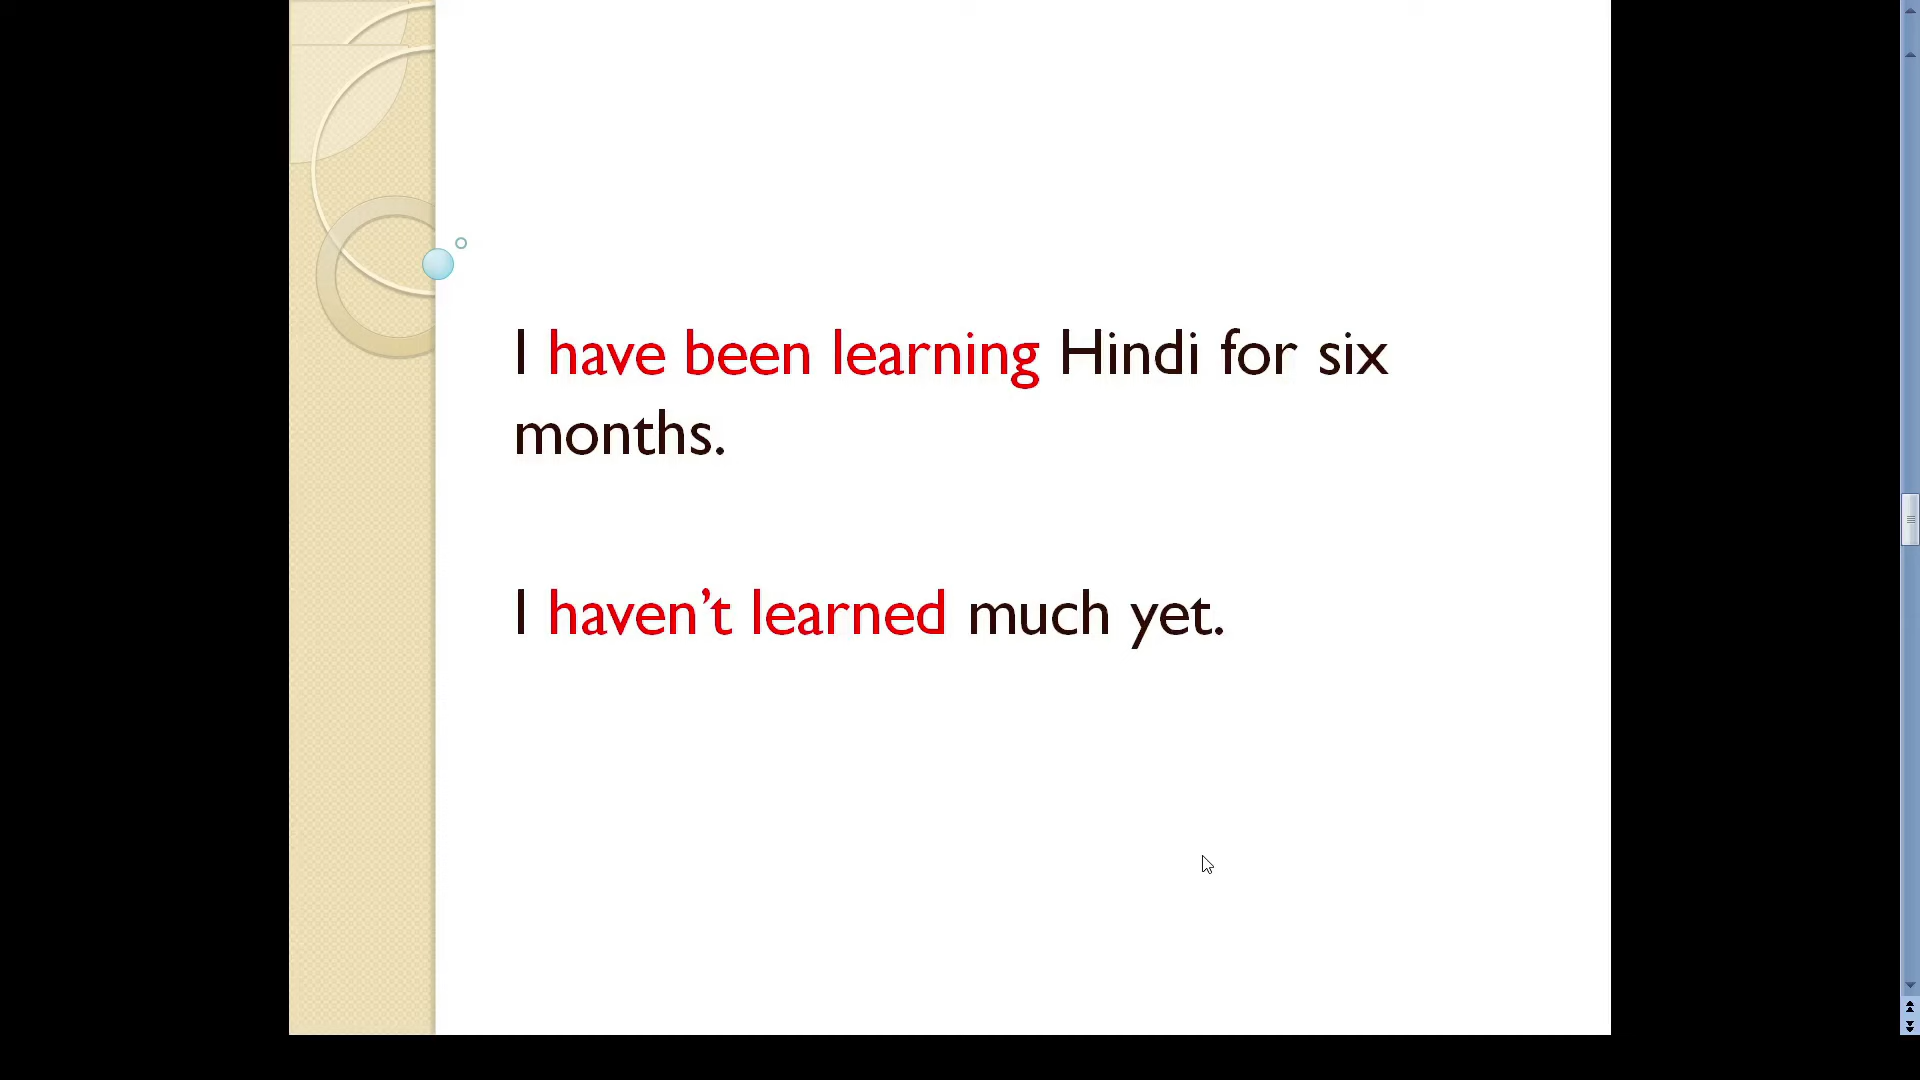 I have been learning Hindi for six
months.
I haven’t learned much yet.